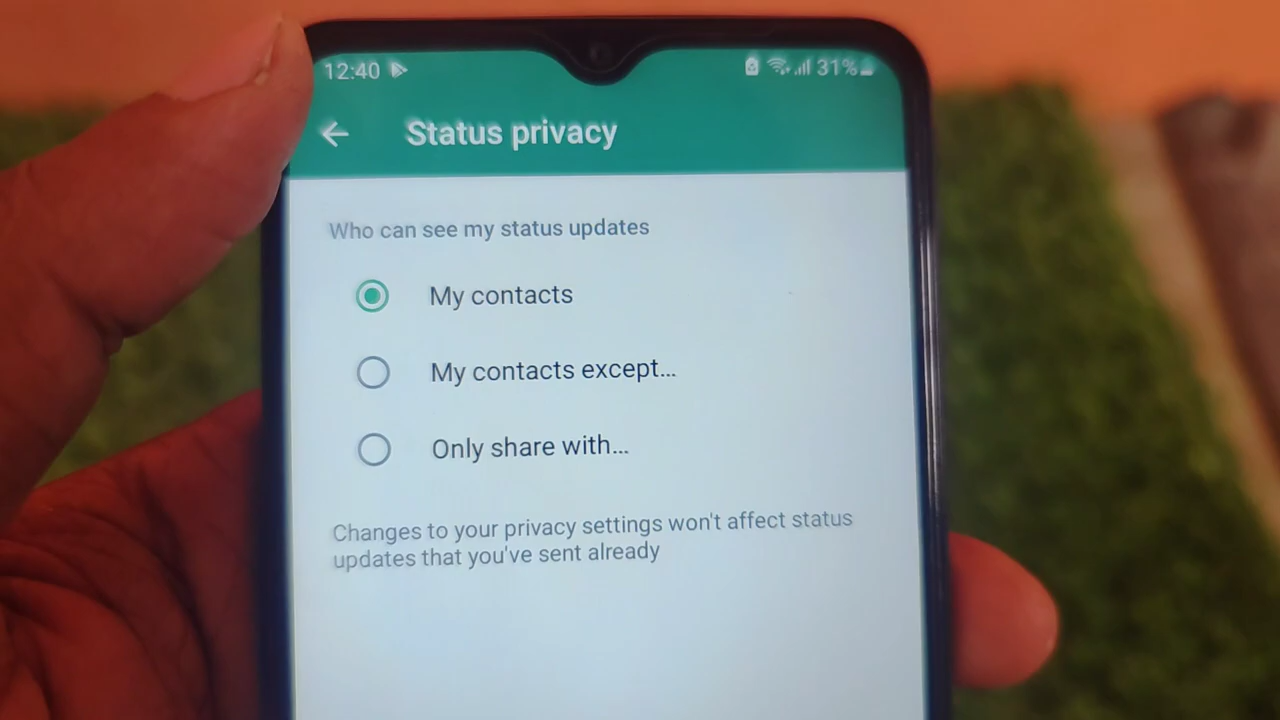 12:40 31%
Status privacy
Who can see my status updates
My contacts
My contacts except...
Only share with...
Changes to your privacy settings won't affect status
updates that you've sent already